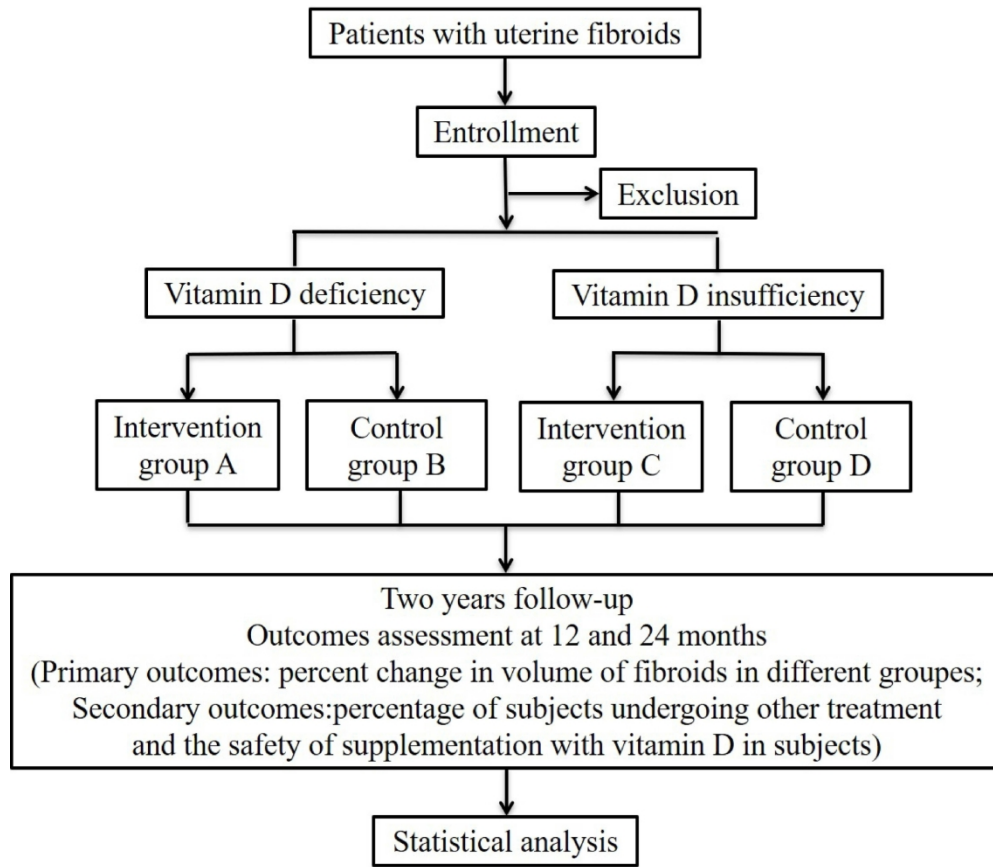 Patients with uterine fibroids
Entrollment
Exclusion
Vitamin D deficiency
Vitamin D insufficiency
Intervention
group A
Control
group B
Intervention
group C
Control
group D
Two years follow-up
Outcomes assessment at 12 and 24 months
(Primary outcomes: percent change in volume of fibroids in different groupes;
Secondary outcomes:percentage of subjects undergoing other treatment
and the safety of supplementation with vitamin D in subjects)
Statistical analysis